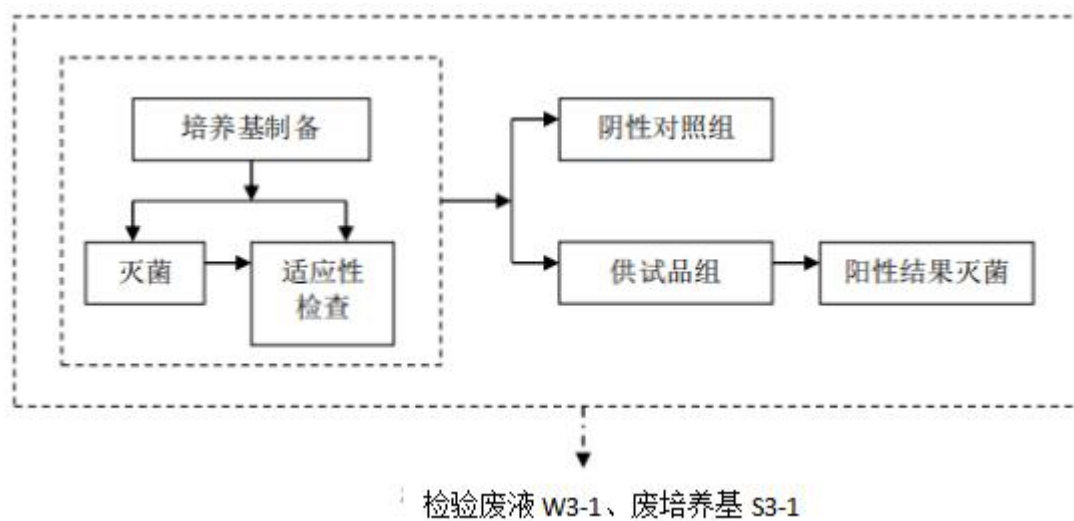 培养基制备
阴性对照组
灭菌
适应性
检查
供试品组
阳性结果灭菌
检验废液 W3-1、废培养基 S3-1